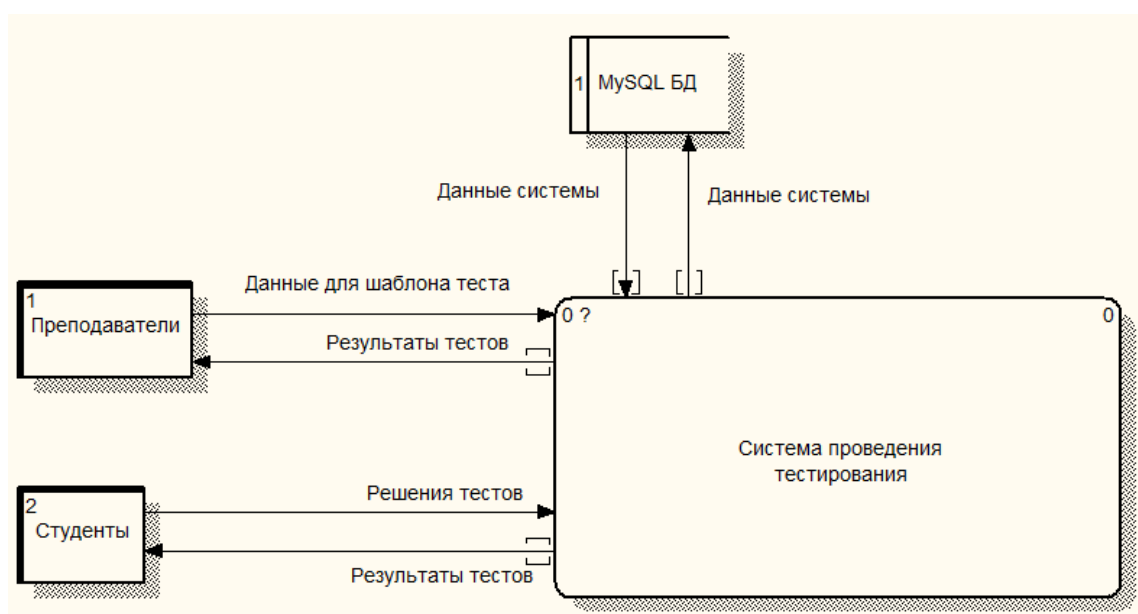 1
MySQL БД
Данные системы
Данные системы
Данные для шаблона теста
1
Преподаватели
0 ?
0
Результаты тестов
Система проведения
тестирования
Решения тестов
2
Студенты
Результаты тестов